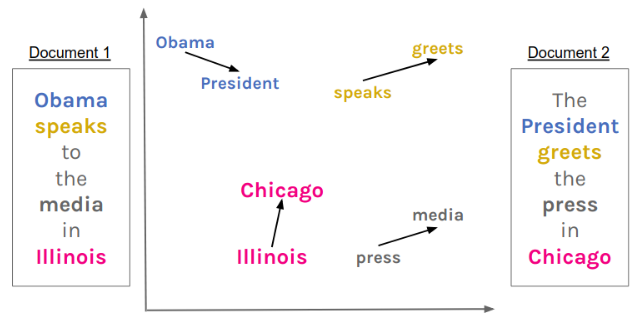 Document 1
Obama
speaks
to
the
media
in
Illinois
Obama
President
greets
speaks
Chicago
Illinois
media
press
Document 2
The
President
greets
the
press
in
Chicago